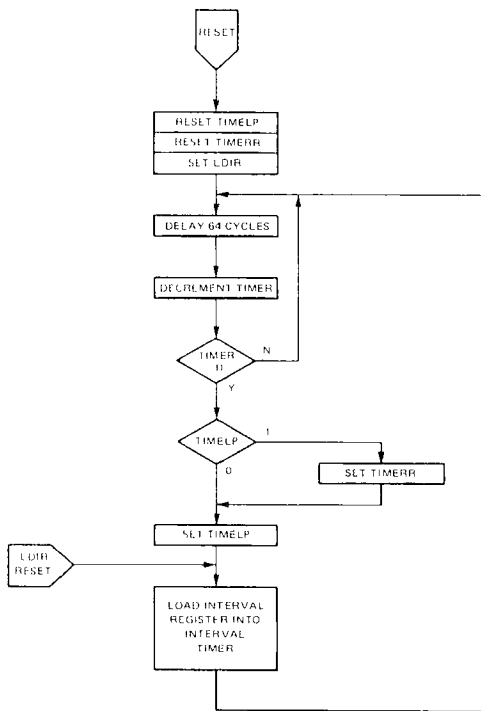 RESET
RESET TIMELP
RESET TIMERR
SET LDIR
DELAY 64 CYCLES
DECREMENT TIMER
TIMER
0
N
Y
TIMELP
1
0
SET TIMERR
SET TIMELP
LDIR
RESET
LOAD INTERVAL
REGISTER INTO
INTERVAL
TIMER